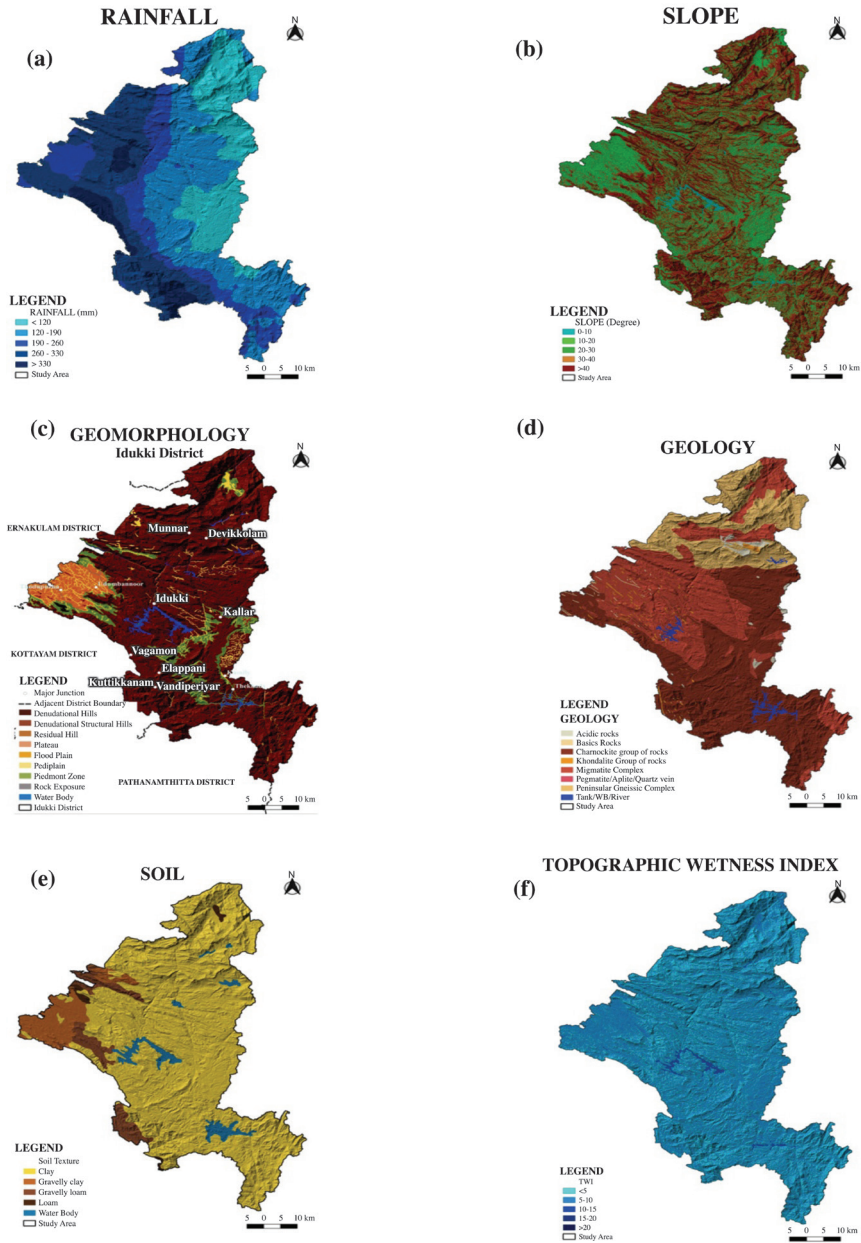 RAINFALL
(a)
N
LEGEND
RAINFALL (mm)
< 120
120 -190
190 - 260
260 - 330
> 330
Study Area
5 0 5 10 km
SLOPE
(b)
N
LEGEND
SLOPE (Degree)
0-10
10-20
20-30
30-40
>40
Study Area
5 0 5 10 km
(c)
GEOMORPHOLOGY
Idukki District
N
ERNAKULAM DISTRICT
Munnar
Devikkolam
Idukki
Kallar
KOTTAYAM DISTRICT
Vagamon
Elappani
Kuttikkanam
Vandiperiyar
PATHANAMTHITTA DISTRICT
LEGEND
Major Junction
Adjacent District Boundary
Denudational Hills
Denudational Structural Hills
Residual Hill
Plateau
Flood Plain
Pediplain
Piedmont Zone
Rock Exposure
Water Body
Idukki District
5 0 5 10 km
(d)
GEOLOGY
N
LEGEND
GEOLOGY
Acidic rocks
Basics Rocks
Charnockite group of rocks
Khondalite Group of rocks
Migmatite Complex
Pegmatite/Aplite/Quartz vein
Peninsular Gneissic Complex
Tank/WB/River
Study Area
5 0 5 10 km
(e)
SOIL
N
LEGEND
Soil Texture
Clay
Gravelly clay
Gravelly loam
Loam
Water Body
Study Area
5 0 5 10 km
TOPOGRAPHIC WETNESS INDEX
(f)
N
LEGEND
TWI
<5
5-10
10-15
15-20
>20
Study Area
5 0 5 10 km